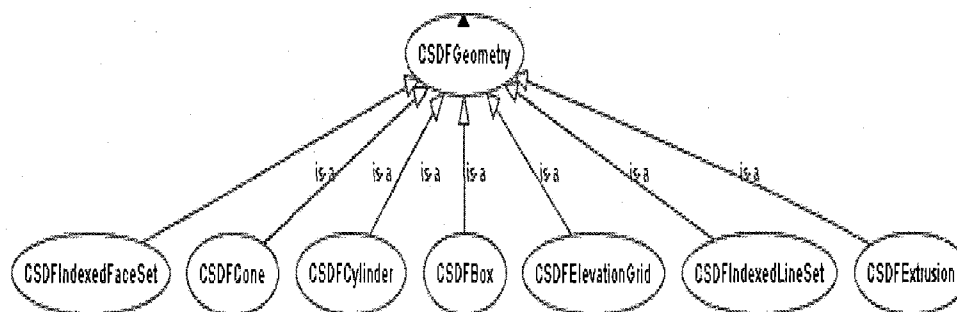 CSDFGeometry
is-a is-a is-a is-a is-a is-a is-a
CSDFIndexedFaceSet CSDFCone CSDFCylinder CSDFBox CSDFElevationGrid CSDFIndexedLineSet CSDFExtrusion